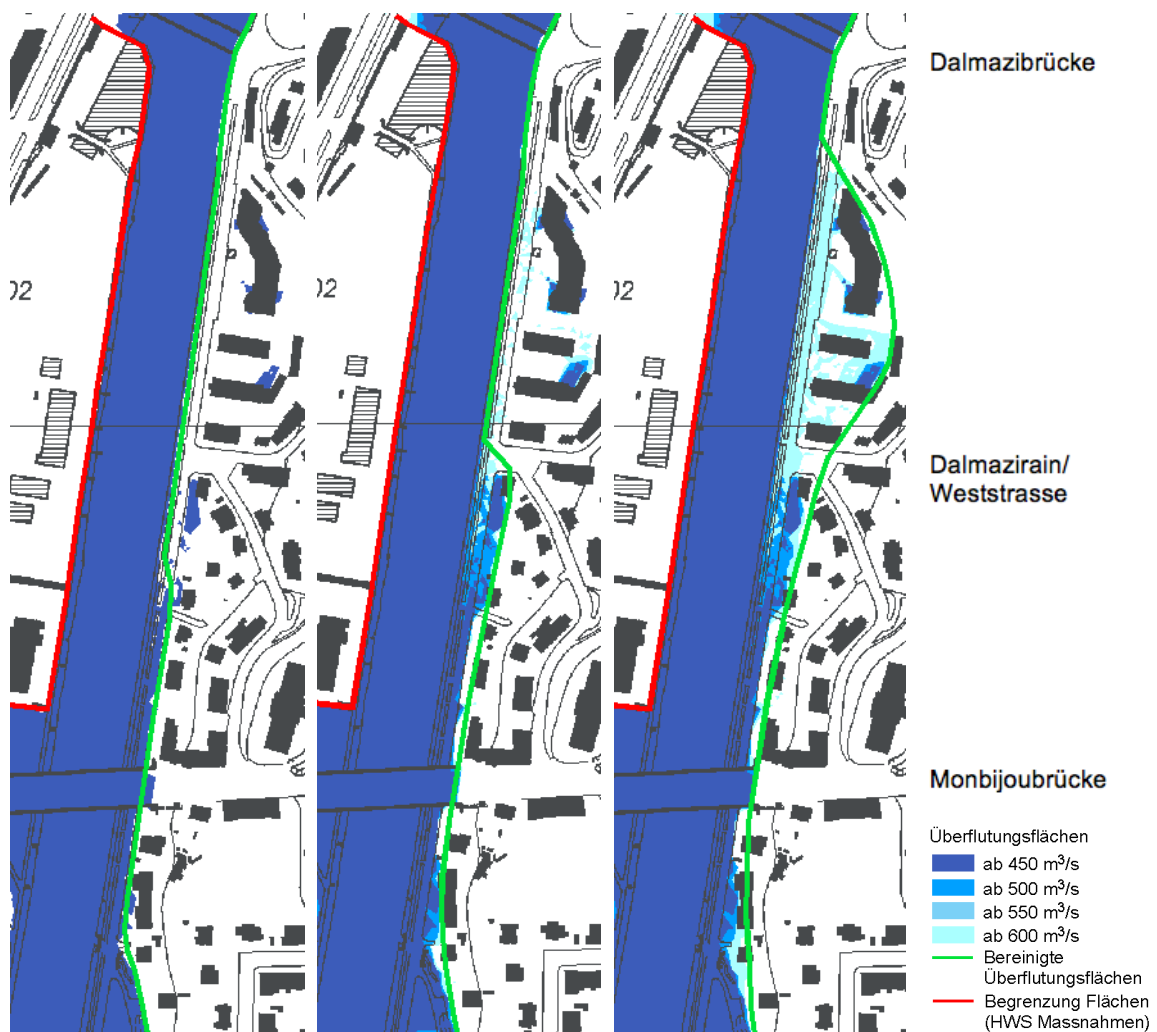 Dalmazibrücke
02
02
02
Dalmazirain/
Weststrasse
Monbijoubrücke
Überflutungsflächen
ab 450 m³/s
ab 500 m³/s
ab 550 m³/s
ab 600 m³/s
Bereinigte
Überflutungsflächen
Begrenzung Flächen
(HWS Massnahmen)